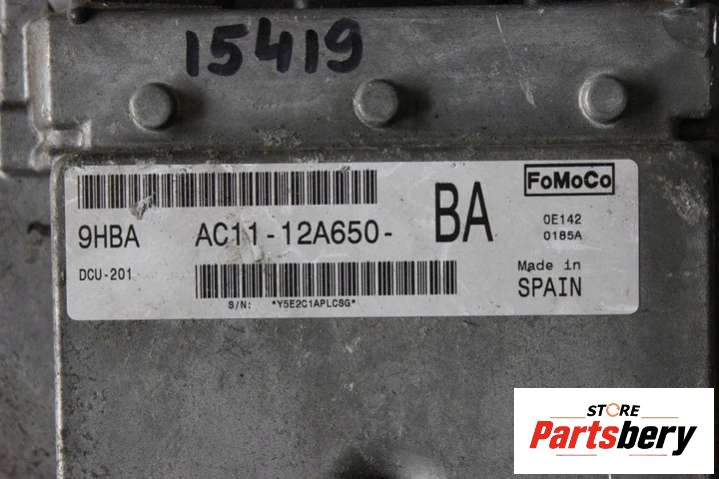 15419
FoMoCo
9HBA AC11-12A650- BA
0E142
0185A
DCU-201
Made in
SPAIN
S/N: *Y5E2C1APLCSG*
STORE
Partsbery